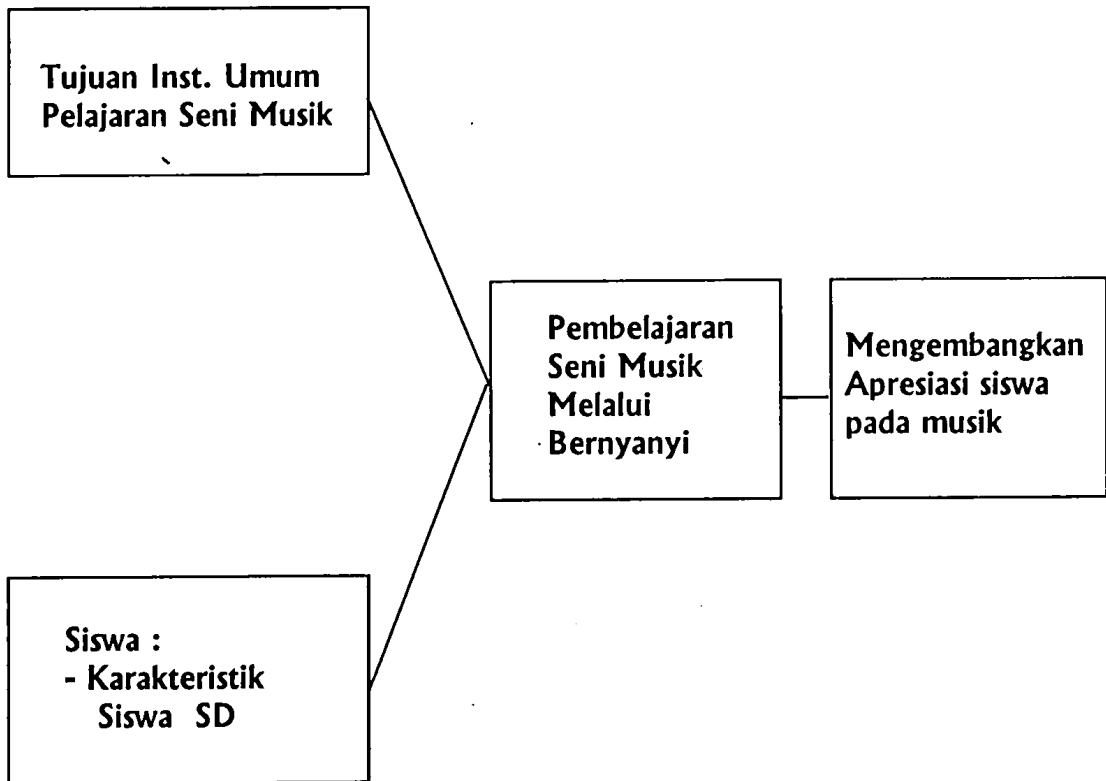 Tujuan Inst. Umum
Pelajaran Seni Musik
Pembelajaran
Seni Musik
Melalui
Bernyanyi
Mengembangkan
Apresiasi siswa
pada musik
Siswa :
- Karakteristik
Siswa SD